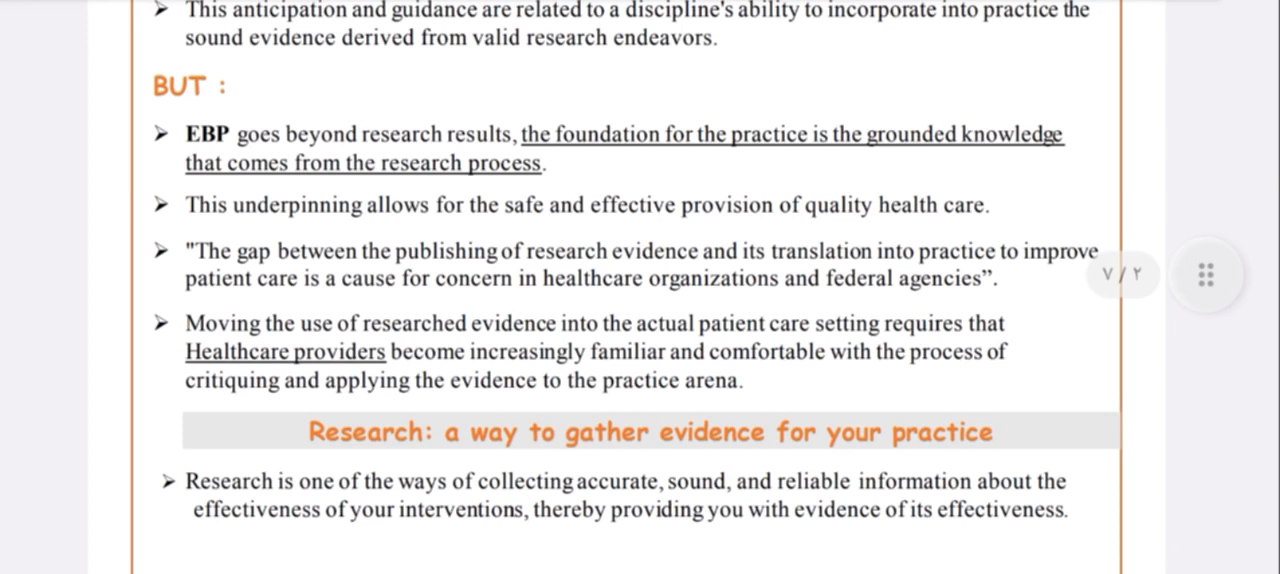 ➢ This anticipation and guidance are related to a discipline's ability to incorporate into practice the
sound evidence derived from valid research endeavors.
BUT :
➢ EBP goes beyond research results, the foundation for the practice is the grounded knowledge
that comes from the research process.
➢ This underpinning allows for the safe and effective provision of quality health care.
➢ "The gap between the publishing of research evidence and its translation into practice to improve
patient care is a cause for concern in healthcare organizations and federal agencies”.
٧ / ٢
➢ Moving the use of researched evidence into the actual patient care setting requires that
Healthcare providers become increasingly familiar and comfortable with the process of
critiquing and applying the evidence to the practice arena.
Research: a way to gather evidence for your practice
➢ Research is one of the ways of collecting accurate, sound, and reliable information about the
effectiveness of your interventions, thereby providing you with evidence of its effectiveness.